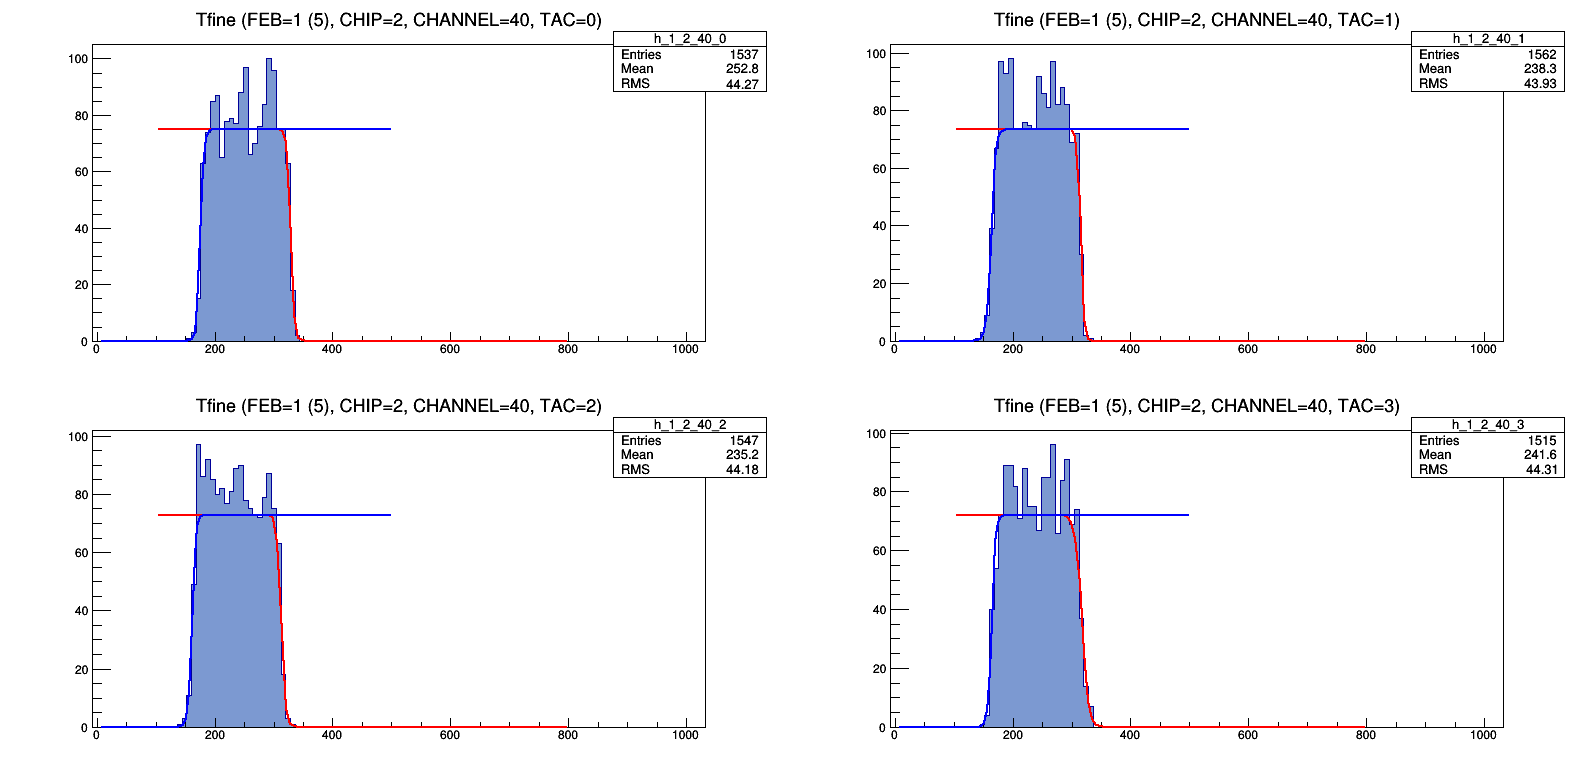 Tfine (FEB=1 (5), CHIP=2, CHANNEL=40, TAC=0)
h_1_2_40_0
Entries 1537
Mean 252.8
RMS 44.27
100
80
60
40
20
0
0 200 400 600 800 1000
Tfine (FEB=1 (5), CHIP=2, CHANNEL=40, TAC=1)
h_1_2_40_1
Entries 1562
Mean 238.3
RMS 43.93
100
80
60
40
20
0
0 200 400 600 800 1000
Tfine (FEB=1 (5), CHIP=2, CHANNEL=40, TAC=2)
h_1_2_40_2
Entries 1547
Mean 235.2
RMS 44.18
100
80
60
40
20
0
0 200 400 600 800 1000
Tfine (FEB=1 (5), CHIP=2, CHANNEL=40, TAC=3)
h_1_2_40_3
Entries 1515
Mean 241.6
RMS 44.31
100
80
60
40
20
0
0 200 400 600 800 1000